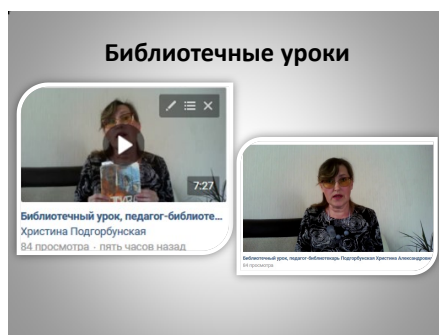 Библиотечные уроки
7:27
Библиотечный урок, педагог-библиоте...
Христина Подгорбунская
84 просмотра · пять часов назад
Библиотечный урок, педагог-библиотекарь Подгорбунская Христина Александровна
84 просмотра